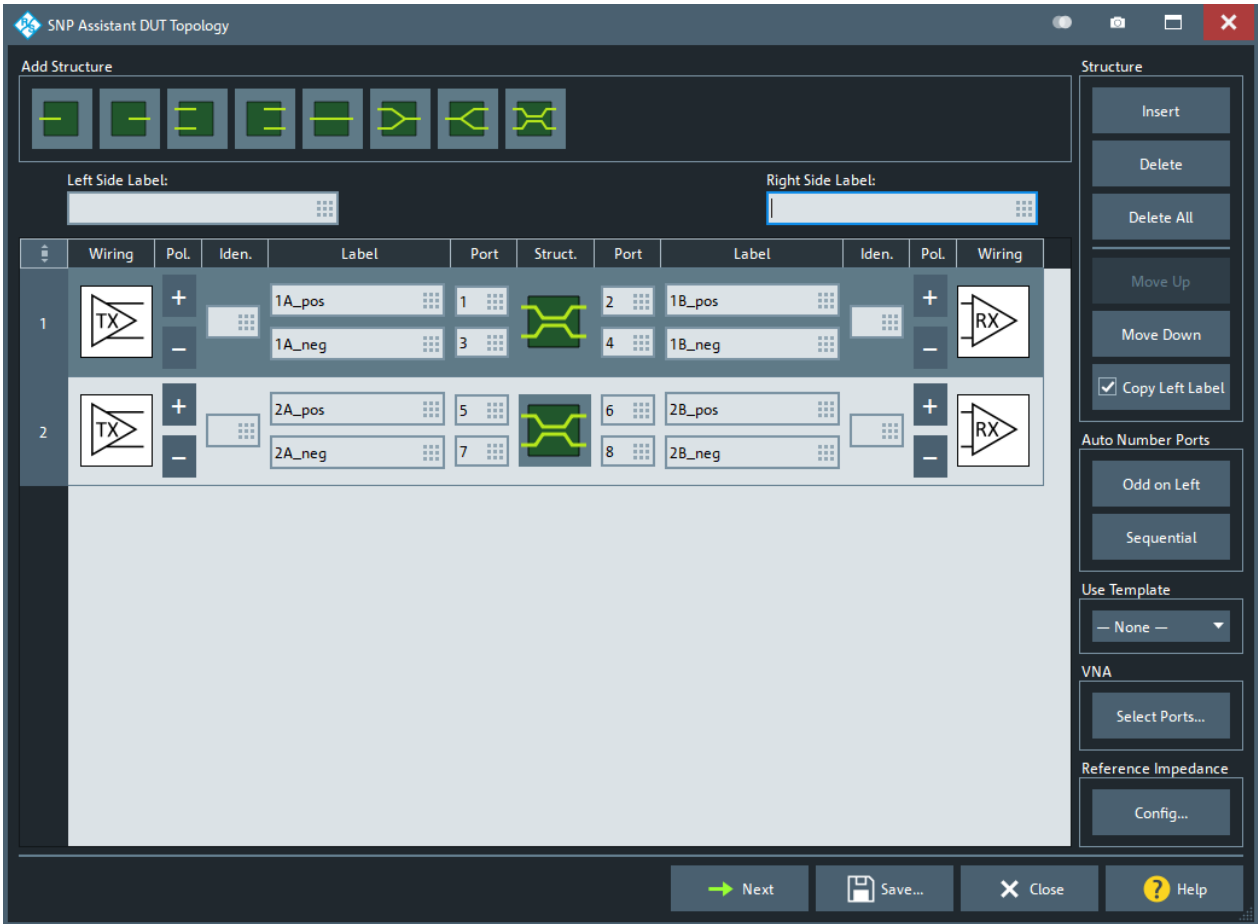 SNP Assistant DUT Topology
Add Structure
Left Side Label:
Right Side Label:
Wiring Pol. Iden. Label Port Struct. Port Label Iden. Pol. Wiring
1 TX + 1A_pos 1 2 1B_pos + RX
− 1A_neg 3 4 1B_neg −
2 TX + 2A_pos 5 6 2B_pos + RX
− 2A_neg 7 8 2B_neg −
Structure
Insert
Delete
Delete All
Move Up
Move Down
Copy Left Label
Auto Number Ports
Odd on Left
Sequential
Use Template
— None —
VNA
Select Ports...
Reference Impedance
Config...
Next Save... Close ? Help